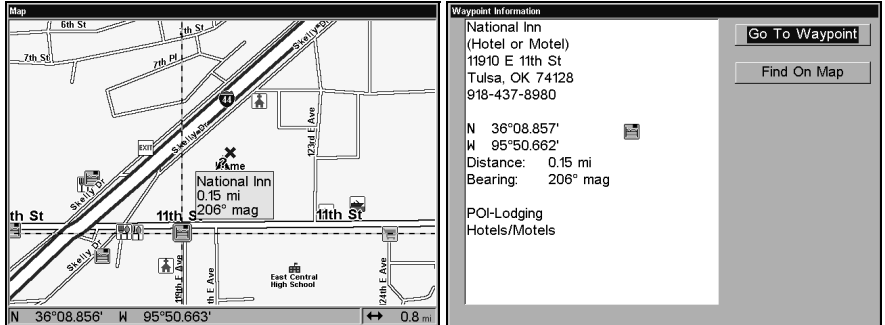 Map
6th St
th St
7th St
7th Pl
Skelly Dr
44
Skelly Dr
EXIT
123rd E Ave
National Inn
0.15 mi
206° mag
Skelly Dr
th St
11th S
11th St
Skelly Dr
119th E Ave
th E Ave
East Central
High School
124th E Ave
N 36°08.856' W 95°50.663'
0.8 mi
Waypoint Information
National Inn
(Hotel or Motel)
11910 E 11th St
Tulsa, OK 74128
918-437-8980
N 36°08.857'
W 95°50.662'
Distance: 0.15 mi
Bearing: 206° mag
POI-Lodging
Hotels/Motels
Go To Waypoint
Find On Map